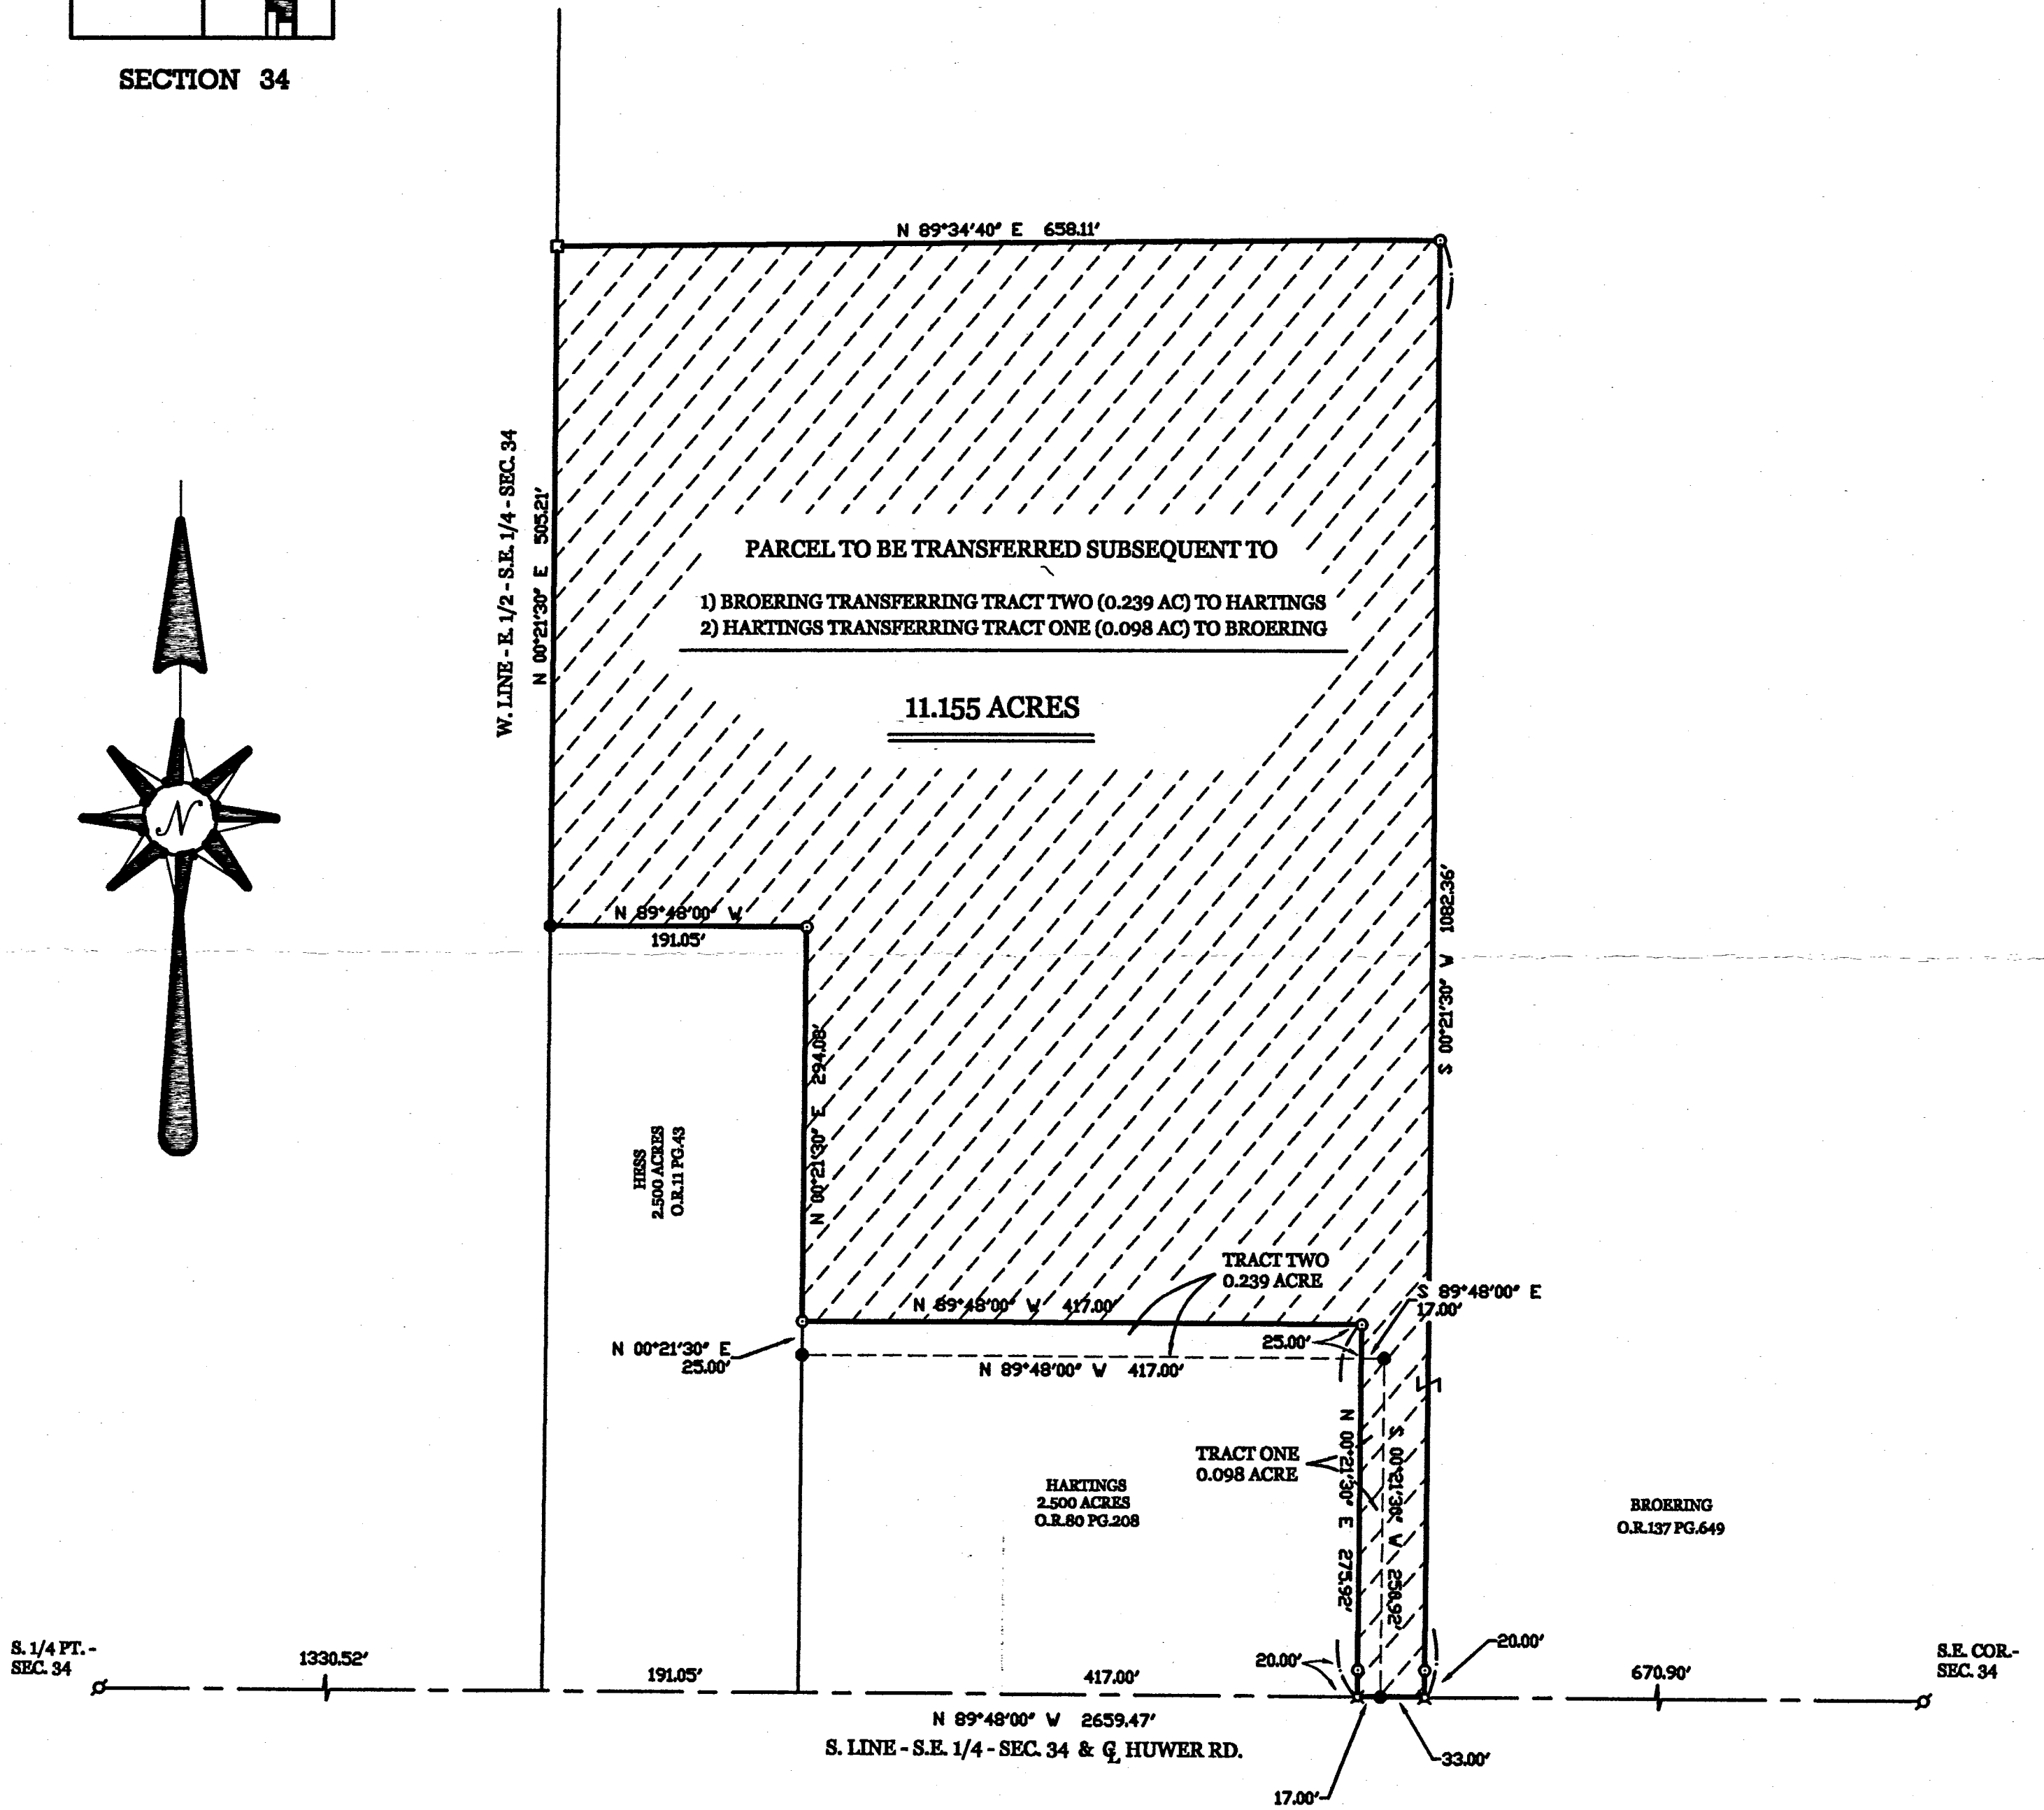 SECTION 34
N 89°34'40" E 658.11'
W. LINE - E. 1/2 - S.E. 1/4 - SEC. 34
N 00°21'30" E 505.21'
PARCEL TO BE TRANSFERRED SUBSEQUENT TO
1) BROERING TRANSFERRING TRACT TWO (0.239 AC) TO HARTINGS
2) HARTINGS TRANSFERRING TRACT ONE (0.098 AC) TO BROERING
11.155 ACRES
N
N 89°48'00" W
191.05'
S 00°21'30" W 1082.36'
N 00°21'30" E 294.08'
HESS
2.500 ACRES
O.R.11 PG.43
TRACT TWO
0.239 ACRE
S 89°48'00" E
17.00'
N 89°48'00" W 417.00'
25.00'
N 00°21'30" E
25.00'
N 89°48'00" W 417.00'
N 00°21'30" E 275.92'
S 00°21'30" W 250.92'
TRACT ONE
0.098 ACRE
HARTINGS
2.500 ACRES
O.R.80 PG.208
BROERING
O.R.137 PG.649
S. 1/4 PT. -
SEC. 34
1330.52'
191.05'
417.00'
20.00'
20.00'
670.90'
S.E. COR.-
SEC. 34
N 89°48'00" W 2659.47'
S. LINE - S.E. 1/4 - SEC. 34 & ℄ HUWER RD.
33.00'
17.00'